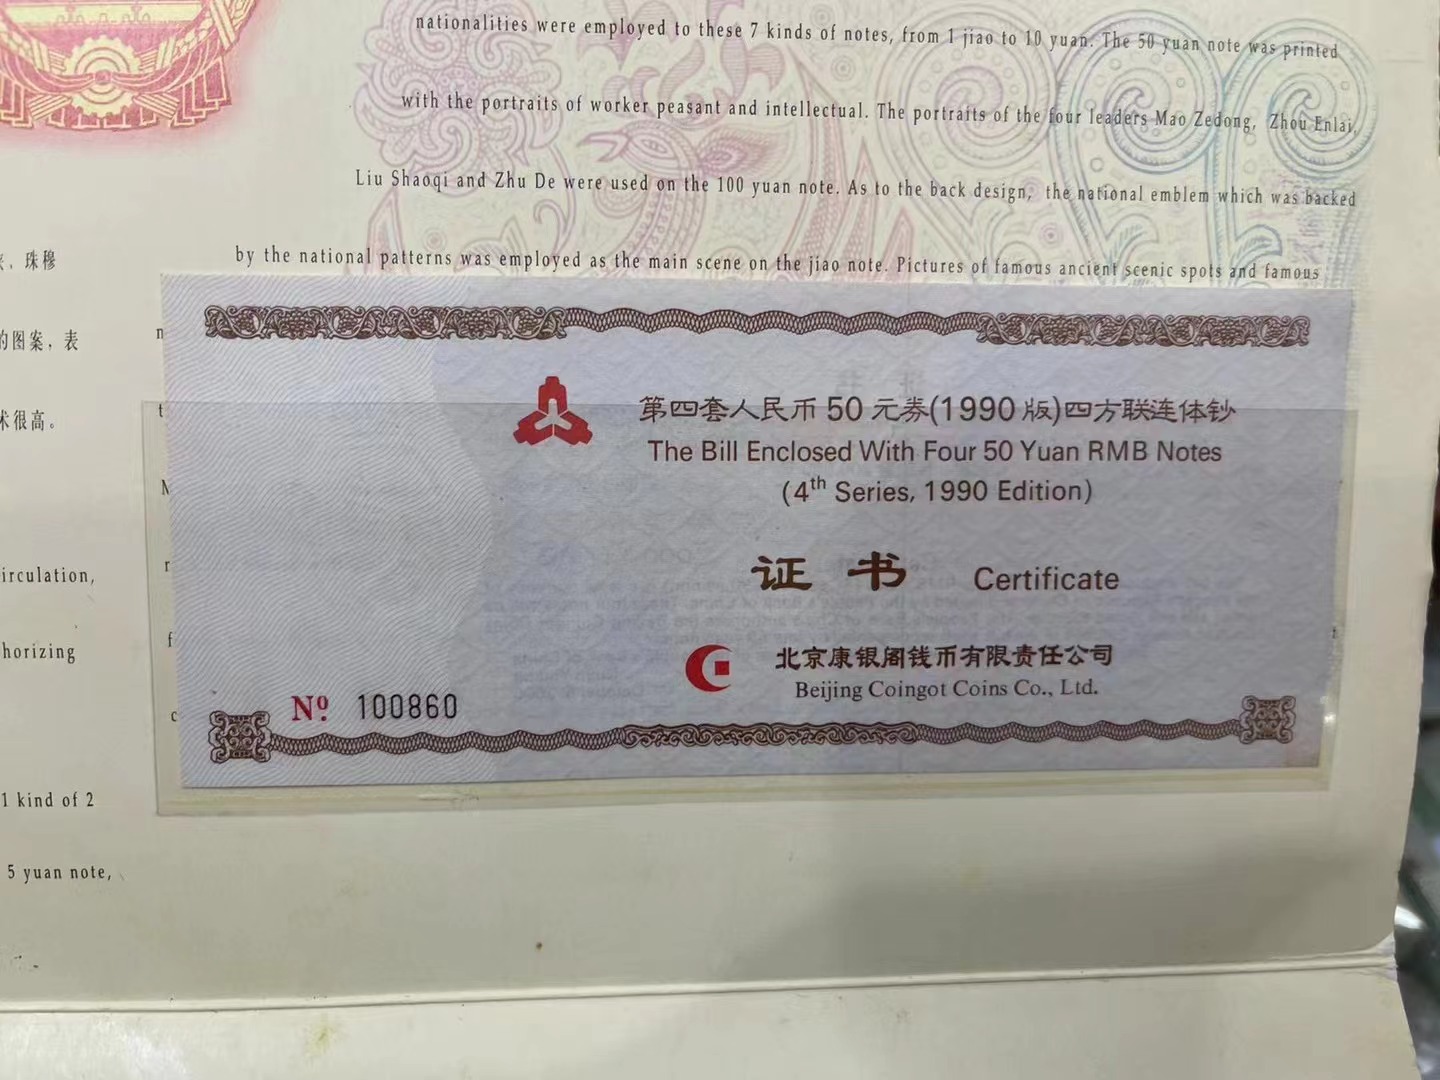 nationalities were employed to these 7 kinds of notes, from 1 jiao to 10 yuan. The 50 yuan note was printed
with the portraits of worker peasant and intellectual. The portraits of the four leaders Mao Zedong, Zhou Enlai,
Liu Shaoqi and Zhu De were used on the 100 yuan note. As to the back design, the national emblem which was backed
by the national patterns was employed as the main scene on the jiao note. Pictures of famous ancient scenic spots and famous
珠穆
的图案，表
术很高。
irculation,
horizing
1 kind of 2
5 yuan note,
第四套人民币50元券(1990版)四方联连体钞
The Bill Enclosed With Four 50 Yuan RMB Notes
(4th Series, 1990 Edition)
证书 Certificate
北京康银阁钱币有限责任公司
Beijing Coingot Coins Co., Ltd.
Nº 100860